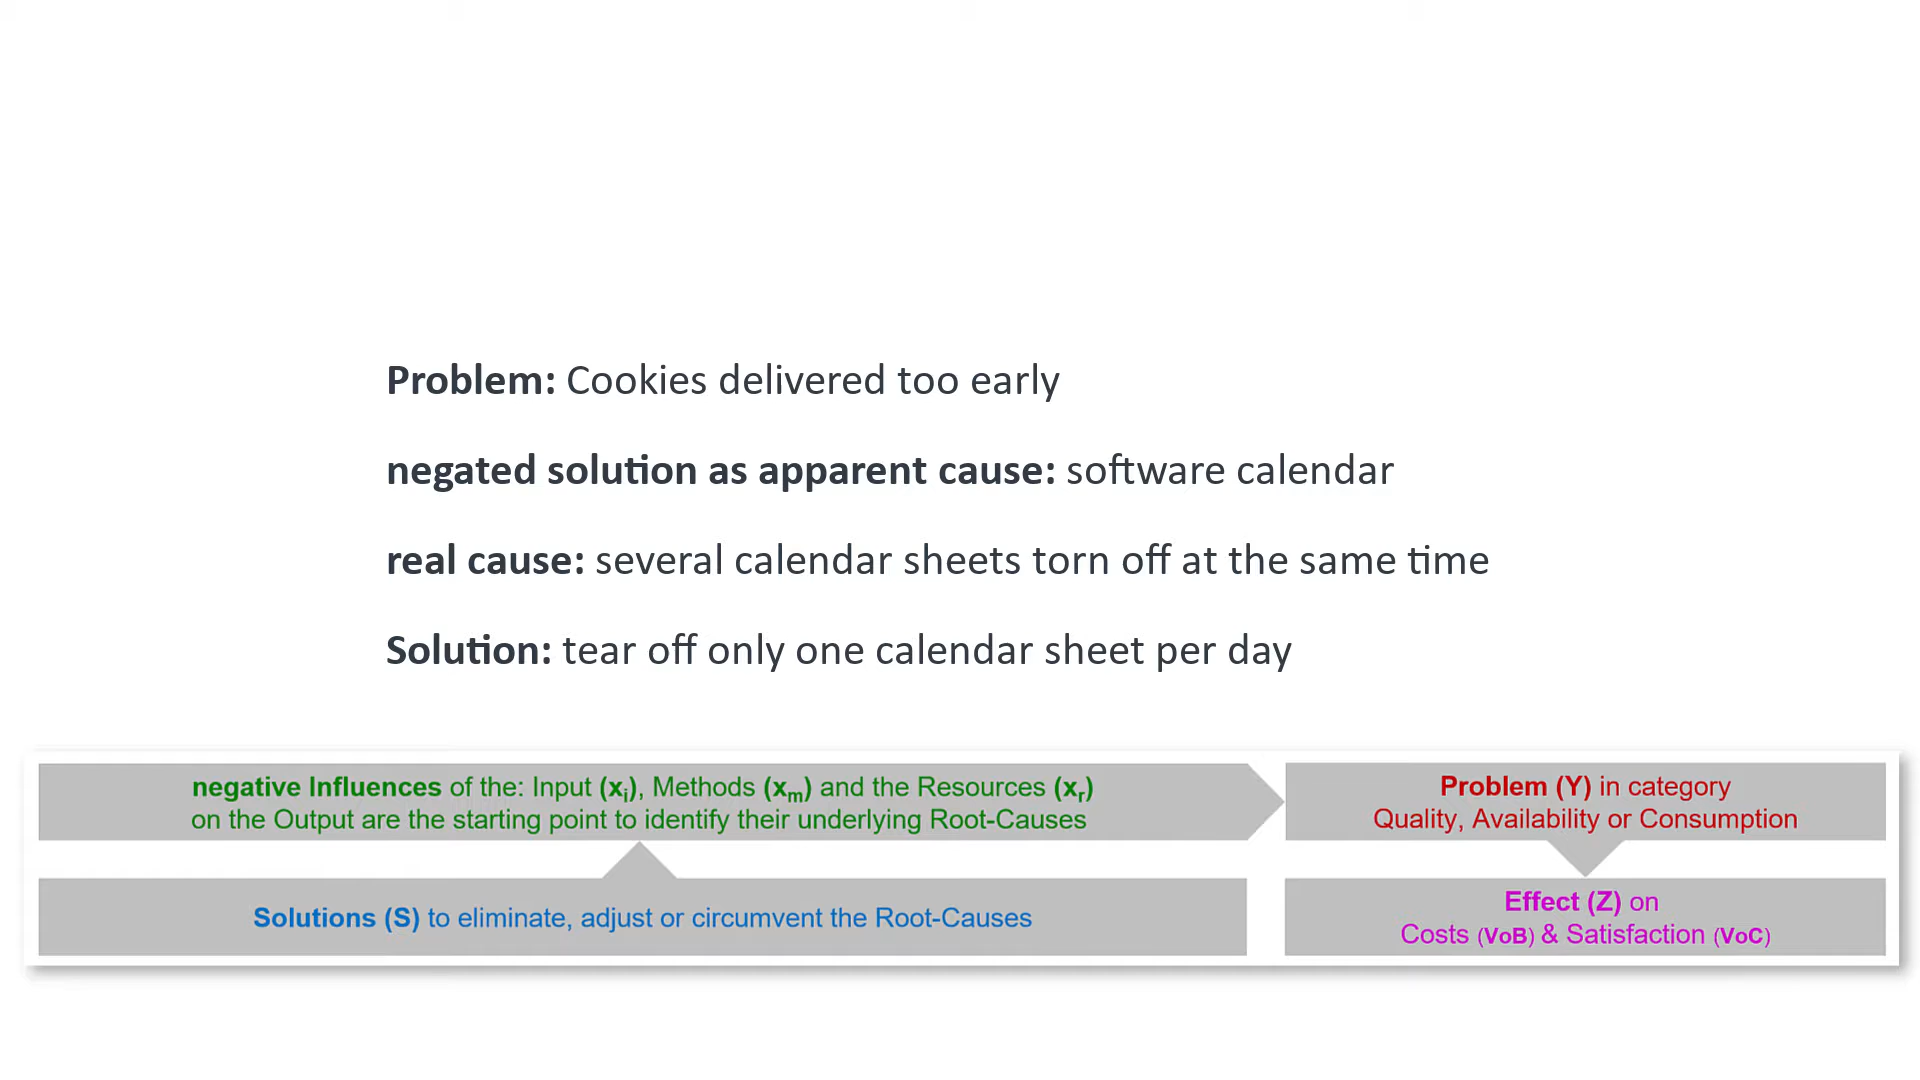 Problem: Cookies delivered too early
negated solution as apparent cause: software calendar
real cause: several calendar sheets torn off at the same time
Solution: tear off only one calendar sheet per day
negative Influences of the: Input (xi), Methods (xm) and the Resources (xr)
on the Output are the starting point to identify their underlying Root-Causes
Problem (Y) in category
Quality, Availability or Consumption
Solutions (S) to eliminate, adjust or circumvent the Root-Causes
Effect (Z) on
Costs (VoB) & Satisfaction (VoC)